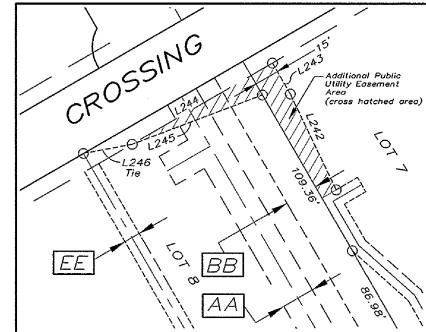 CROSSING
15'
L243
Additional Public
Utility Easement
Area
(cross hatched area)
L244
L245
L242
L246
Tie
LOT 7
109.36'
EE
LOT 8
BB
AA
86.98'